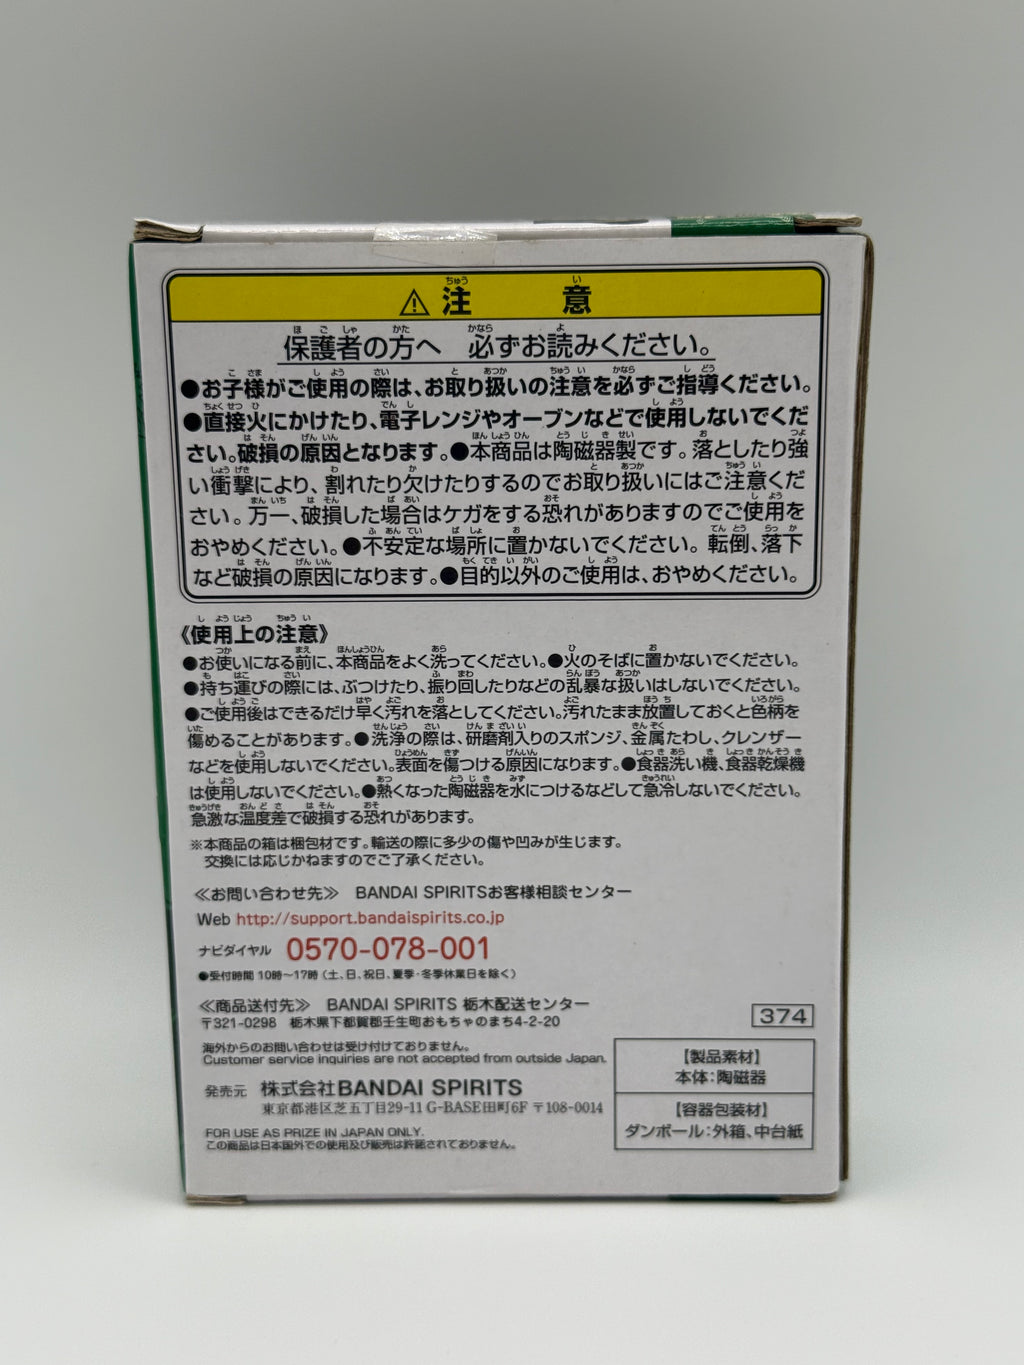 ⚠ 注 意
保護者の方へ 必ずお読みください。
●お子様がご使用の際は、お取り扱いの注意を必ずご指導ください。
●直接火にかけたり、電子レンジやオーブンなどで使用しないでくだ
さい。破損の原因となります。●本商品は陶磁器製です。落としたり強
い衝撃により、割れたり欠けたりするのでお取り扱いにはご注意くだ
さい。万一、破損した場合はケガをする恐れがありますのでご使用を
おやめください。●不安定な場所に置かないでください。転倒、落下
など破損の原因になります。●目的以外のご使用は、おやめください。
《使用上の注意》
●お使いになる前に、本商品をよく洗ってください。●火のそばに置かないでください。
●持ち運びの際には、ぶつけたり、振り回したりなどの乱暴な扱いはしないでください。
●ご使用後はできるだけ早く汚れを落としてください。汚れたまま放置しておくと色柄を
傷めることがあります。●洗浄の際は、研磨剤入りのスポンジ、金属たわし、クレンザー
などを使用しないでください。表面を傷つける原因になります。●食器洗い機、食器乾燥機
は使用しないでください。●熱くなった陶磁器を水につけるなどして急冷しないでください。
急激な温度差で破損する恐れがあります。
※本商品の箱は梱包材です。輸送の際に多少の傷や凹みが生じます。
交換には応じかねますのでご了承ください。
≪お問い合わせ先≫ BANDAI SPIRITSお客様相談センター
Web http://support.bandaispirits.co.jp
ナビダイヤル 0570-078-001
●受付時間 10時〜17時（土、日、祝日、夏季・冬季休業日を除く）
≪商品送付先≫ BANDAI SPIRITS 栃木配送センター
〒321-0298 栃木県下都賀郡壬生町おもちゃのまち4-2-20
374
海外からのお問い合わせは受け付けておりません。
Customer service inquiries are not accepted from outside Japan.
発売元 株式会社BANDAI SPIRITS
東京都港区芝五丁目29-11 G-BASE田町6F 〒108-0014
FOR USE AS PRIZE IN JAPAN ONLY.
この商品は日本国外での使用及び販売は許諾されておりません。
【製品素材】
本体：陶磁器
【容器包装材】
ダンボール：外箱、中台紙